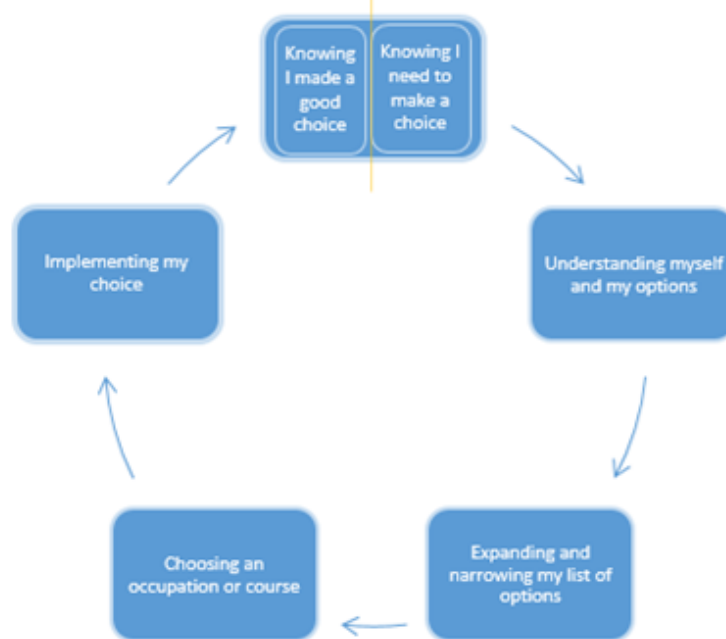 Knowing
I made a
good
choice
Knowing I
need to
make a
choice
Understanding myself
and my options
Expanding and
narrowing my list of
options
Choosing an
occupation or course
Implementing my
choice